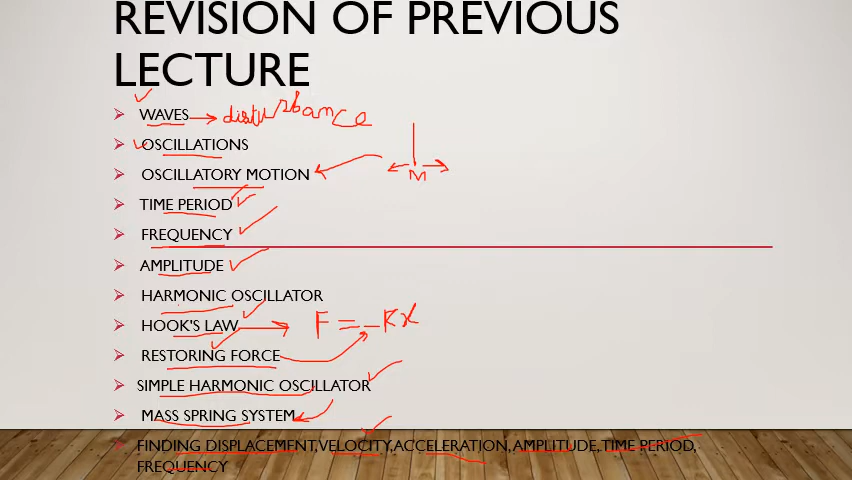 REVISION OF PREVIOUS
LECTURE
WAVES → disturbance
OSCILLATIONS
OSCILLATORY MOTION
M
TIME PERIOD
FREQUENCY
AMPLITUDE
HARMONIC OSCILLATOR
HOOK'S LAW → F = -Kx
RESTORING FORCE
SIMPLE HARMONIC OSCILLATOR
MASS SPRING SYSTEM
FINDING DISPLACEMENT,VELOCITY,ACCELERATION,AMPLITUDE,TIME PERIOD,
FREQUENCY